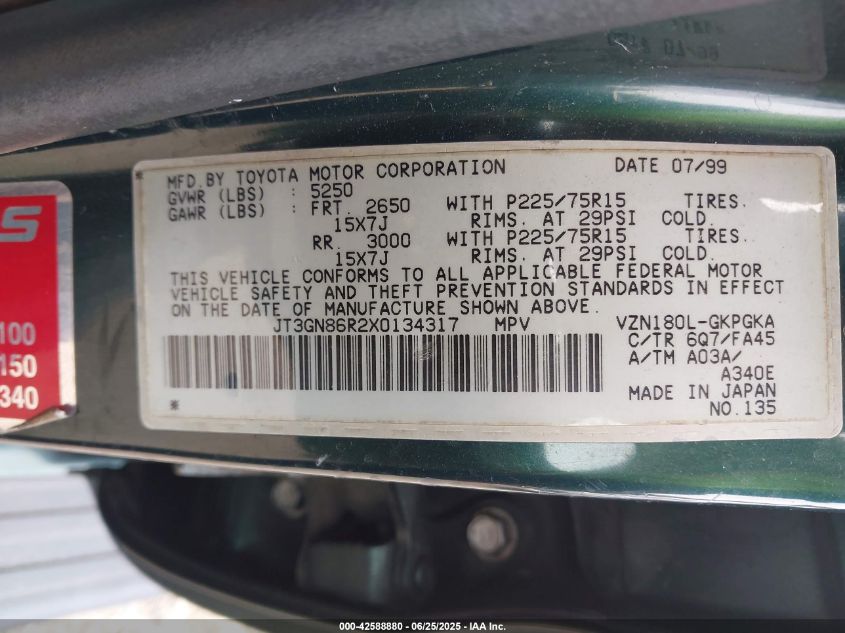 MFD.BY TOYOTA MOTOR CORPORATION DATE 07/99
GVWR (LBS) : 5250
GAWR (LBS) : FRT. 2650 WITH P225/75R15 TIRES.
15X7J RIMS. AT 29PSI COLD.
RR. 3000 WITH P225/75R15 TIRES.
15X7J RIMS. AT 29PSI COLD.
THIS VEHICLE CONFORMS TO ALL APPLICABLE FEDERAL MOTOR
VEHICLE SAFETY AND THEFT PREVENTION STANDARDS IN EFFECT
ON THE DATE OF MANUFACTURE SHOWN ABOVE.
JT3GN86R2X0134317 MPV VZN180L-GKPGKA
C/TR 6Q7/FA45
A/TM A03A/
A340E
MADE IN JAPAN
NO.135
S
100
150
340
000-42588880 - 06/25/2025 - IAA Inc.